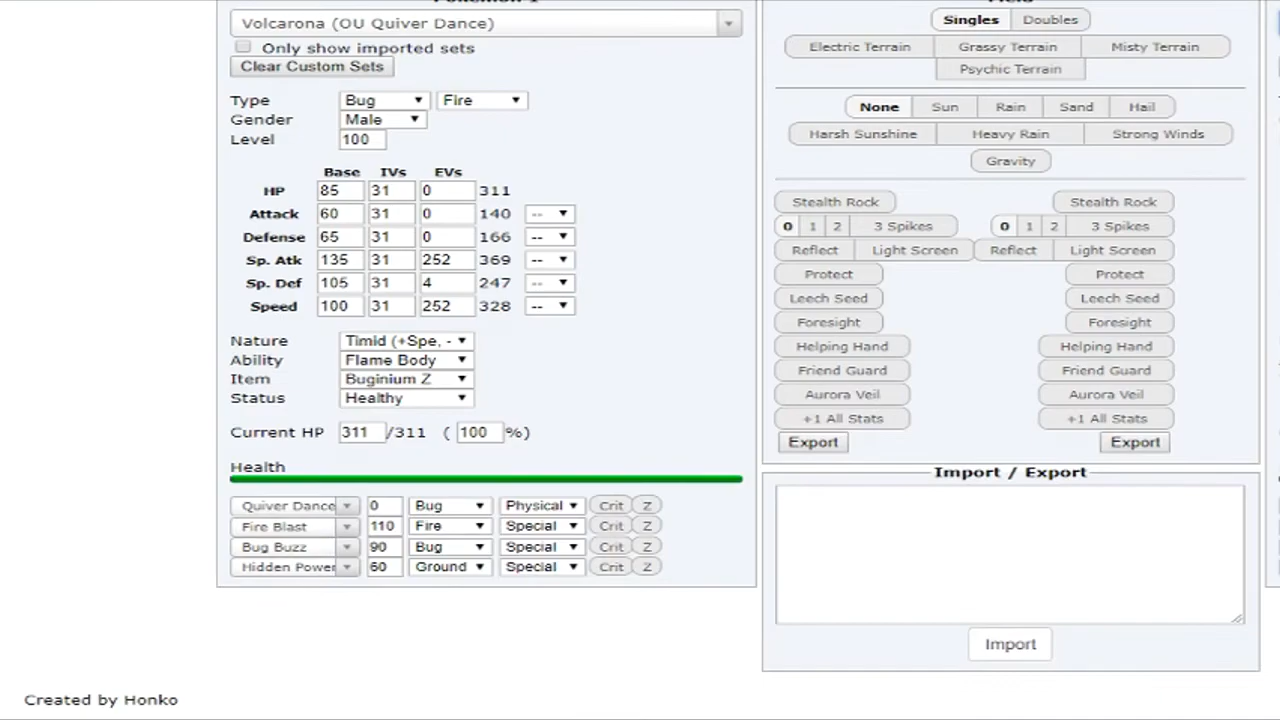 Volcarona (OU Quiver Dance)
Only show imported sets
Clear Custom Sets
Type Bug Fire
Gender Male
Level 100
Base IVs EVs
HP 85 31 0 311
Attack 60 31 0 140 --
Defense 65 31 0 166 --
Sp. Atk 135 31 252 369 --
Sp. Def 105 31 4 247 --
Speed 100 31 252 328 --
Nature Timid (+Spe, -
Ability Flame Body
Item Buginium Z
Status Healthy
Current HP 311 /311 ( 100 %)
Health
Quiver Dance 0 Bug Physical Crit Z
Fire Blast 110 Fire Special Crit Z
Bug Buzz 90 Bug Special Crit Z
Hidden Power 60 Ground Special Crit Z
Singles Doubles
Electric Terrain Grassy Terrain Misty Terrain
Psychic Terrain
None Sun Rain Sand Hail
Harsh Sunshine Heavy Rain Strong Winds
Gravity
Stealth Rock Stealth Rock
0 1 2 3 Spikes 0 1 2 3 Spikes
Reflect Light Screen Reflect Light Screen
Protect Protect
Leech Seed Leech Seed
Foresight Foresight
Helping Hand Helping Hand
Friend Guard Friend Guard
Aurora Veil Aurora Veil
+1 All Stats +1 All Stats
Export Export
Import / Export
Import
Created by Honko